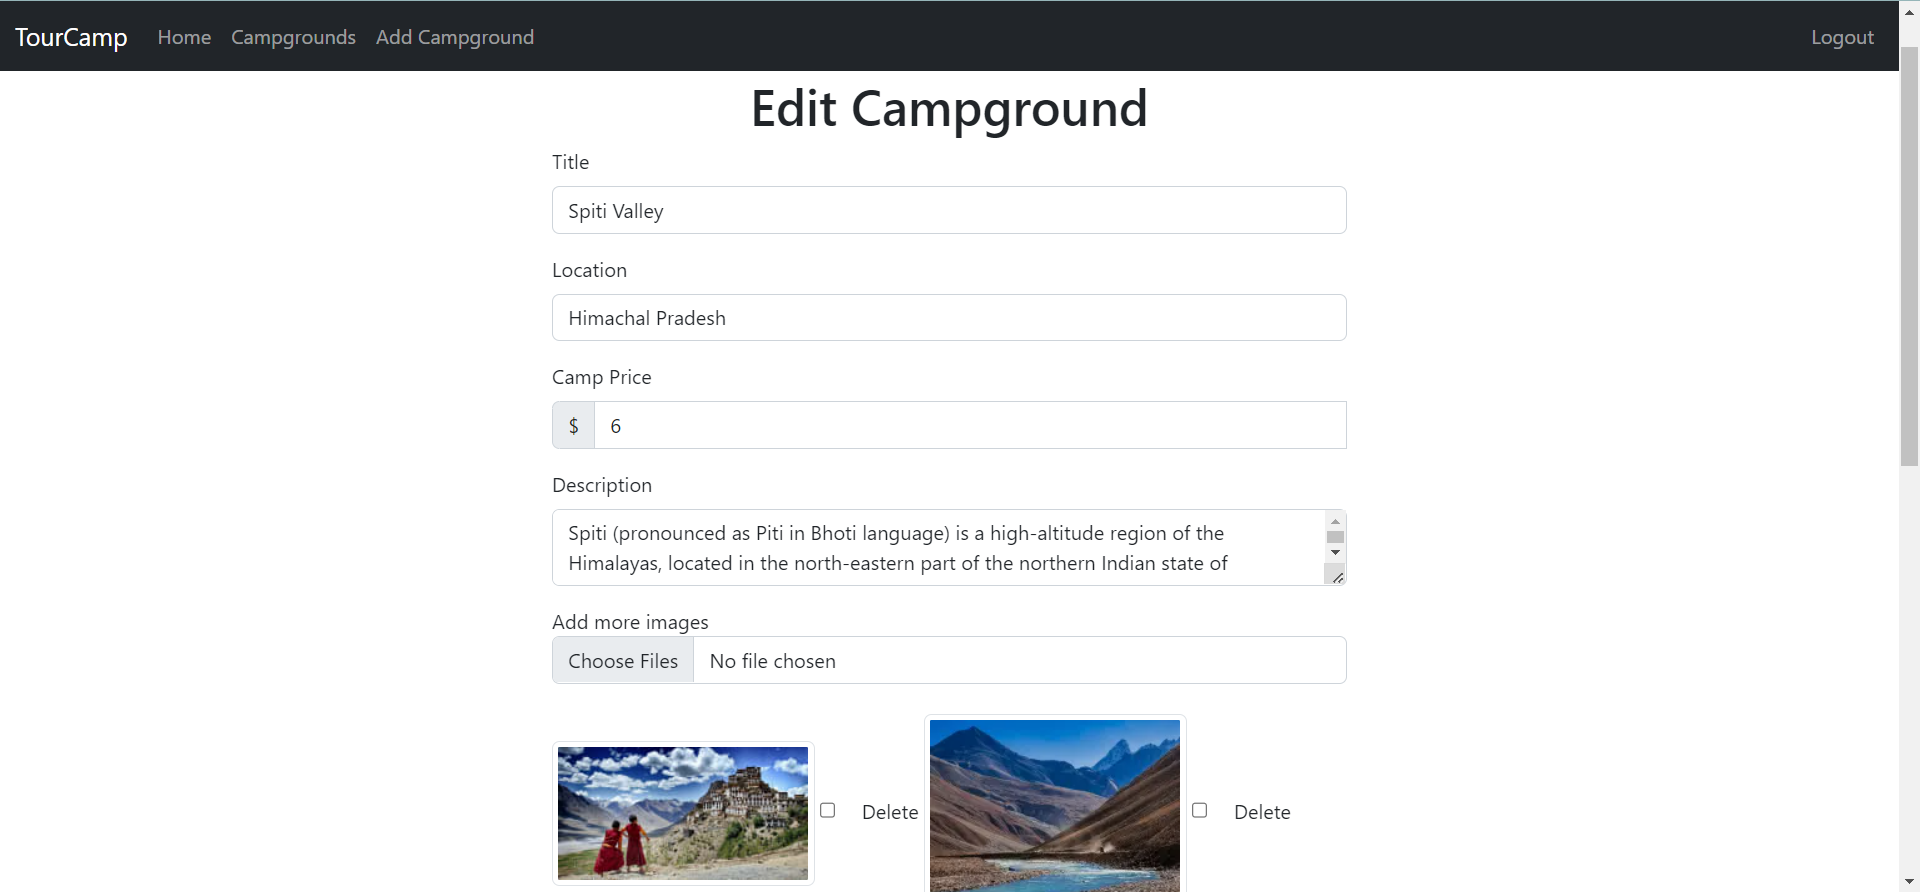 TourCamp Home Campgrounds Add Campground Logout
Edit Campground
Title
Spiti Valley
Location
Himachal Pradesh
Camp Price
$ 6
Description
Spiti (pronounced as Piti in Bhoti language) is a high-altitude region of the
Himalayas, located in the north-eastern part of the northern Indian state of
Add more images
Choose Files No file chosen
Delete Delete